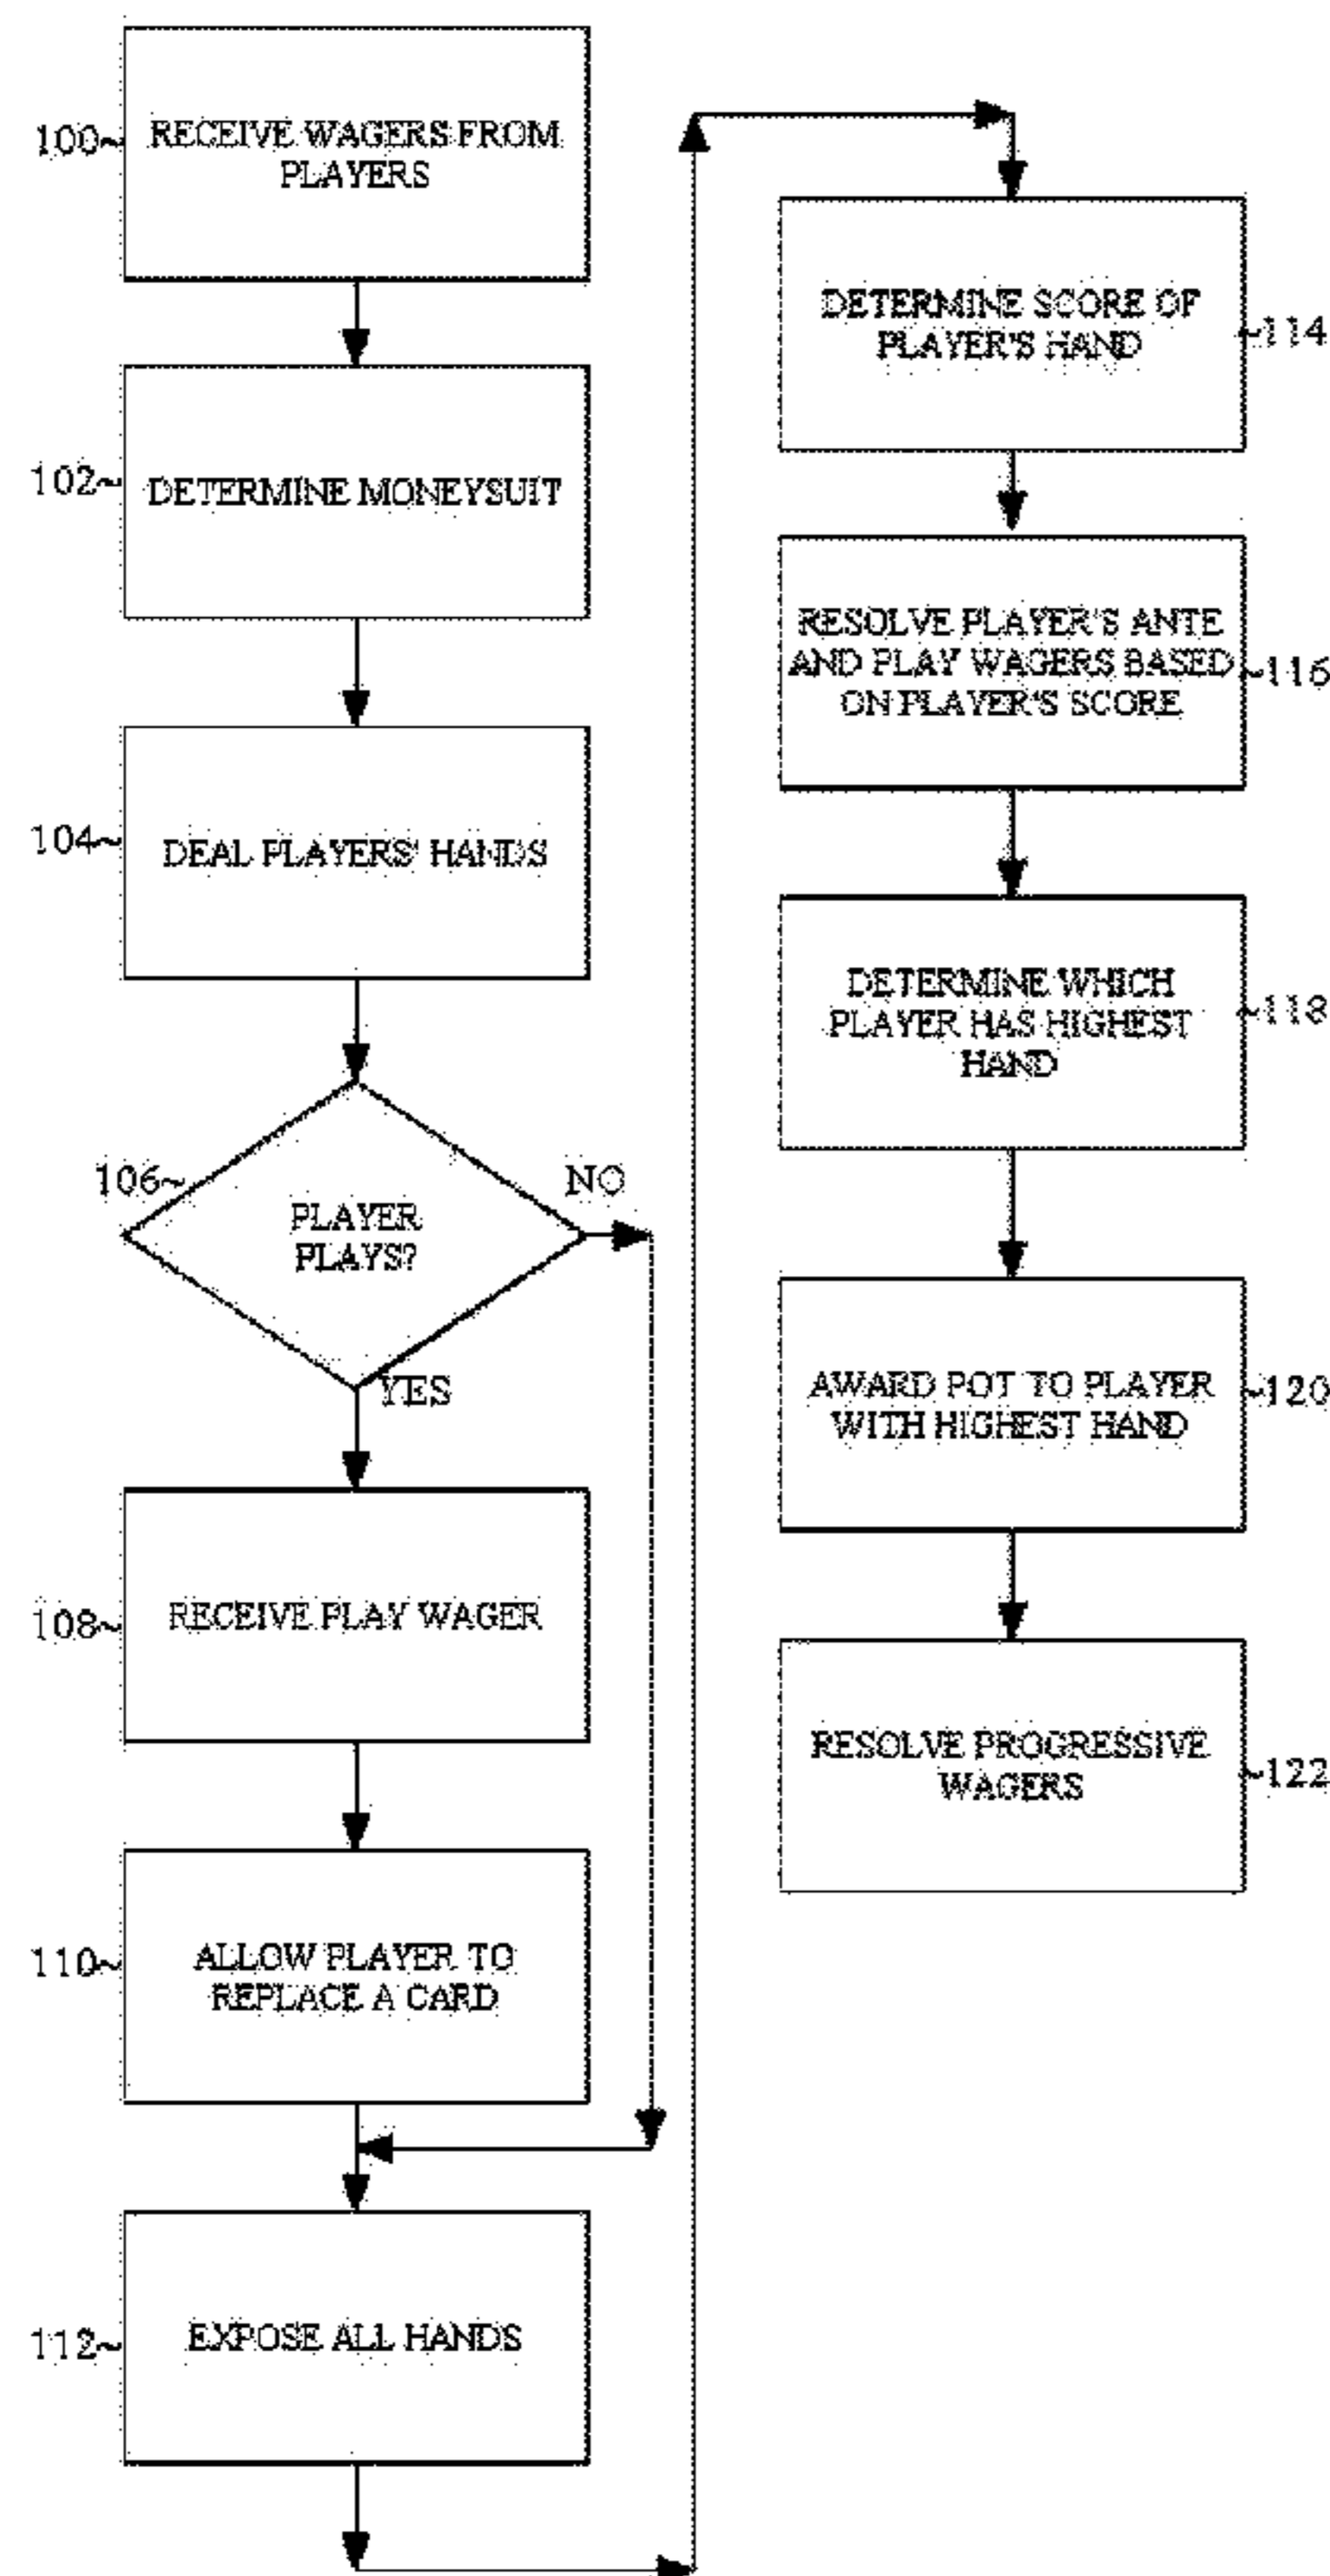 100~
RECEIVE WAGERS FROM
PLAYERS
102~
DETERMINE MONEYSUIT
104~
DEAL PLAYERS' HANDS
106~
PLAYER
PLAYS?
NO
YES
108~
RECEIVE PLAY WAGER
110~
ALLOW PLAYER TO
REPLACE A CARD
112~
EXPOSE ALL HANDS
DETERMINE SCORE OF
PLAYER'S HAND
~114
RESOLVE PLAYER'S ANTE
AND PLAY WAGERS BASED
ON PLAYER'S SCORE
~116
DETERMINE WHICH
PLAYER HAS HIGHEST
HAND
~118
AWARD POT TO PLAYER
WITH HIGHEST HAND
~120
RESOLVE PROGRESSIVE
WAGERS
~122